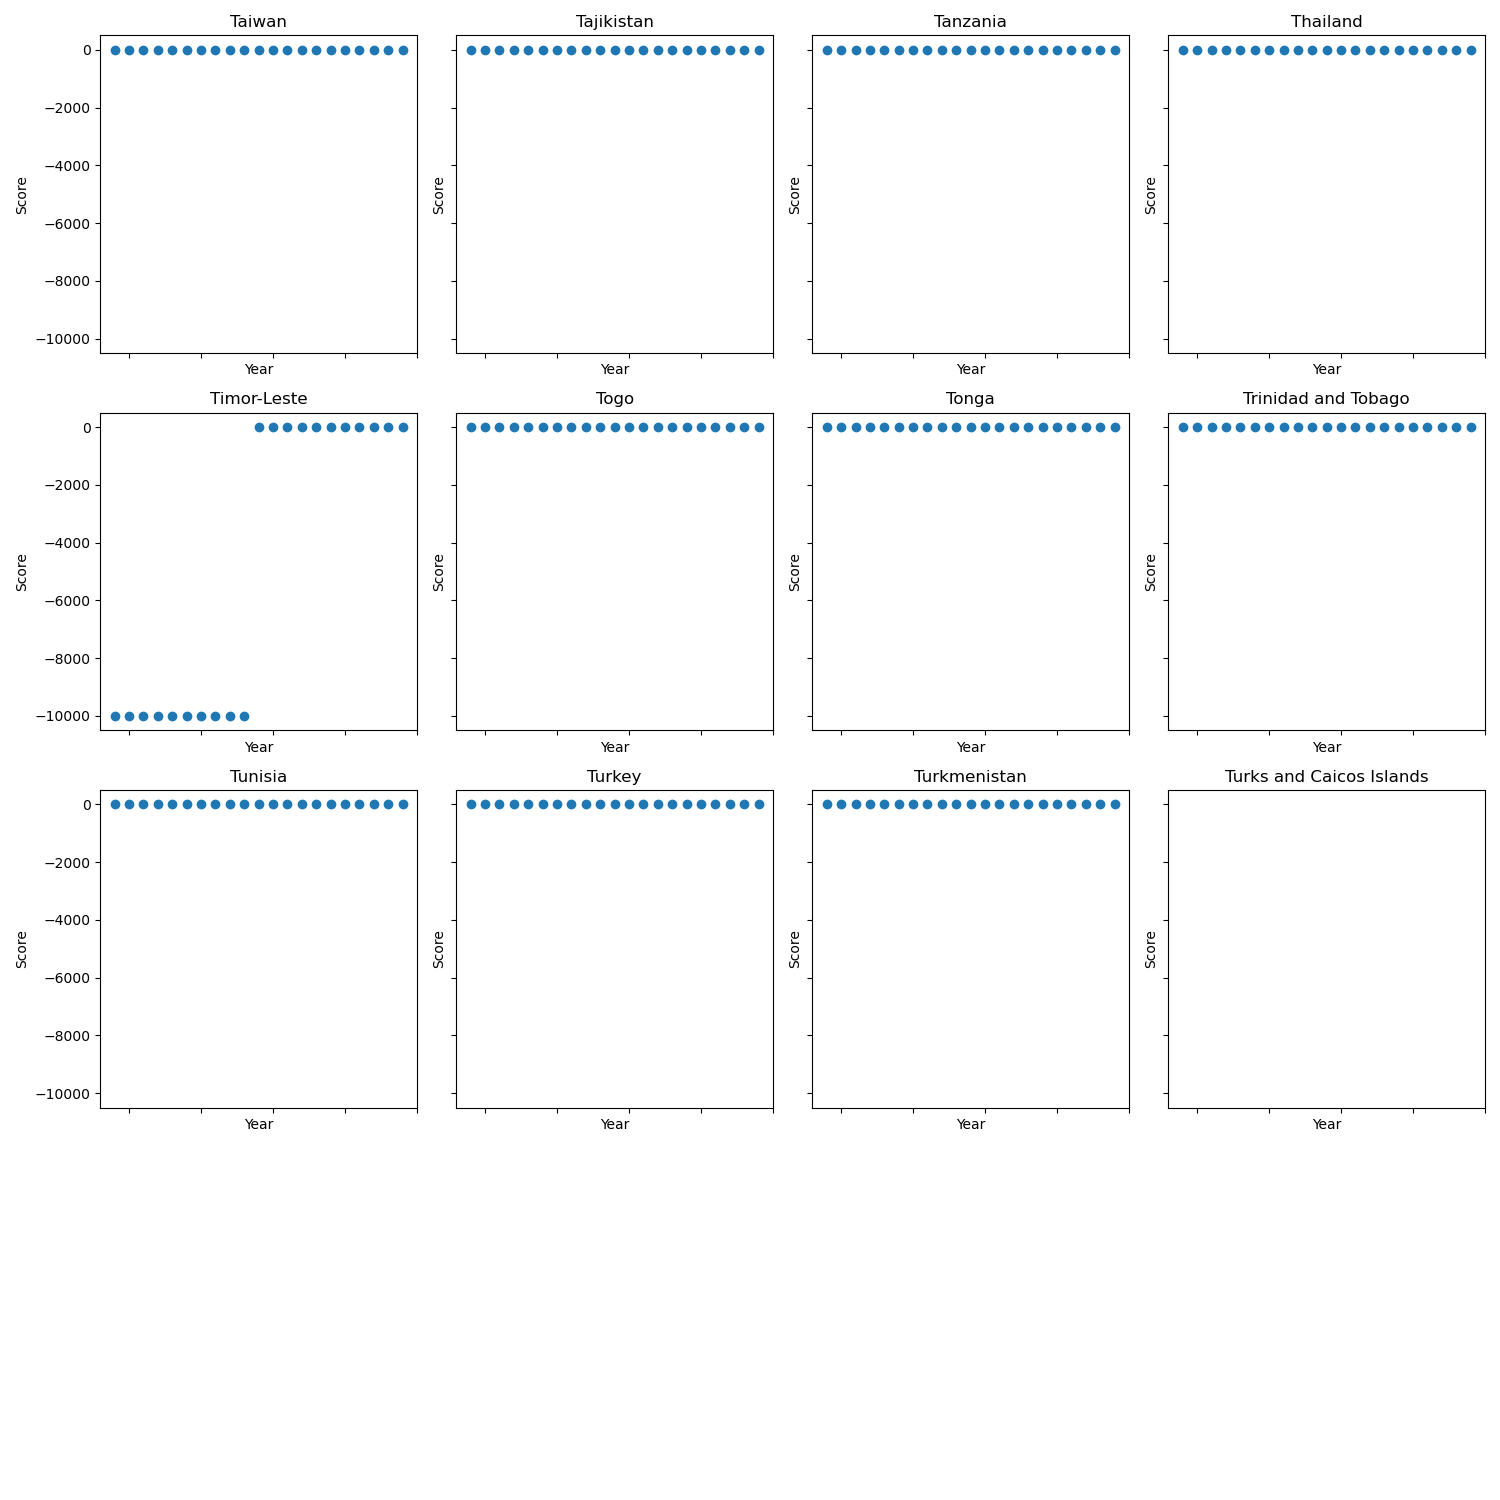 Taiwan Tajikistan Tanzania Thailand
0
−2000
−4000
−6000
−8000
−10000
Score Score Score Score
Year Year Year Year
Timor-Leste Togo Tonga Trinidad and Tobago
0
−2000
−4000
−6000
−8000
−10000
Score Score Score Score
Year Year Year Year
Tunisia Turkey Turkmenistan Turks and Caicos Islands
0
−2000
−4000
−6000
−8000
−10000
Score Score Score Score
Year Year Year Year